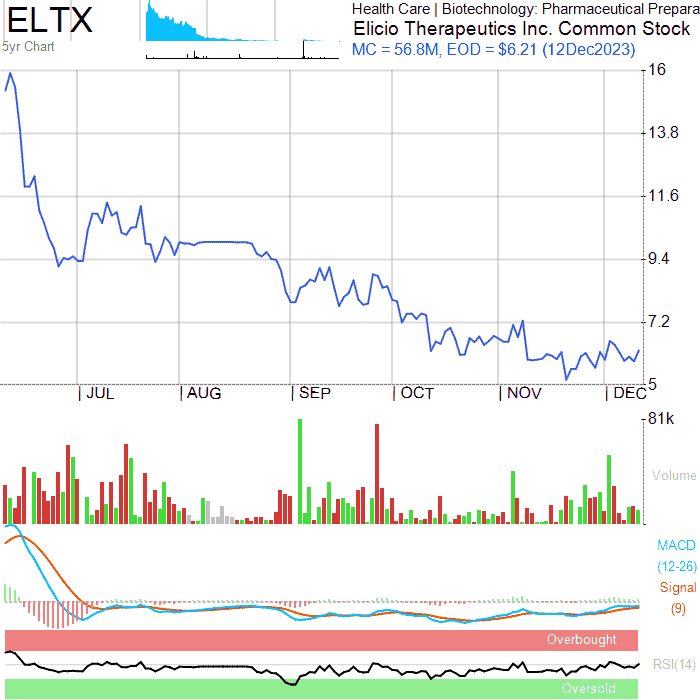 ELTX
5yr Chart
Health Care | Biotechnology: Pharmaceutical Prepara
Elicio Therapeutics Inc. Common Stock
MC = 56.8M, EOD = $6.21 (12Dec2023)
16
13.8
11.6
9.4
7.2
5
| JUL | AUG | SEP | OCT | NOV | DEC
81k
Volume
MACD
(12-26)
Signal
(9)
Overbought
RSI(14)
Oversold